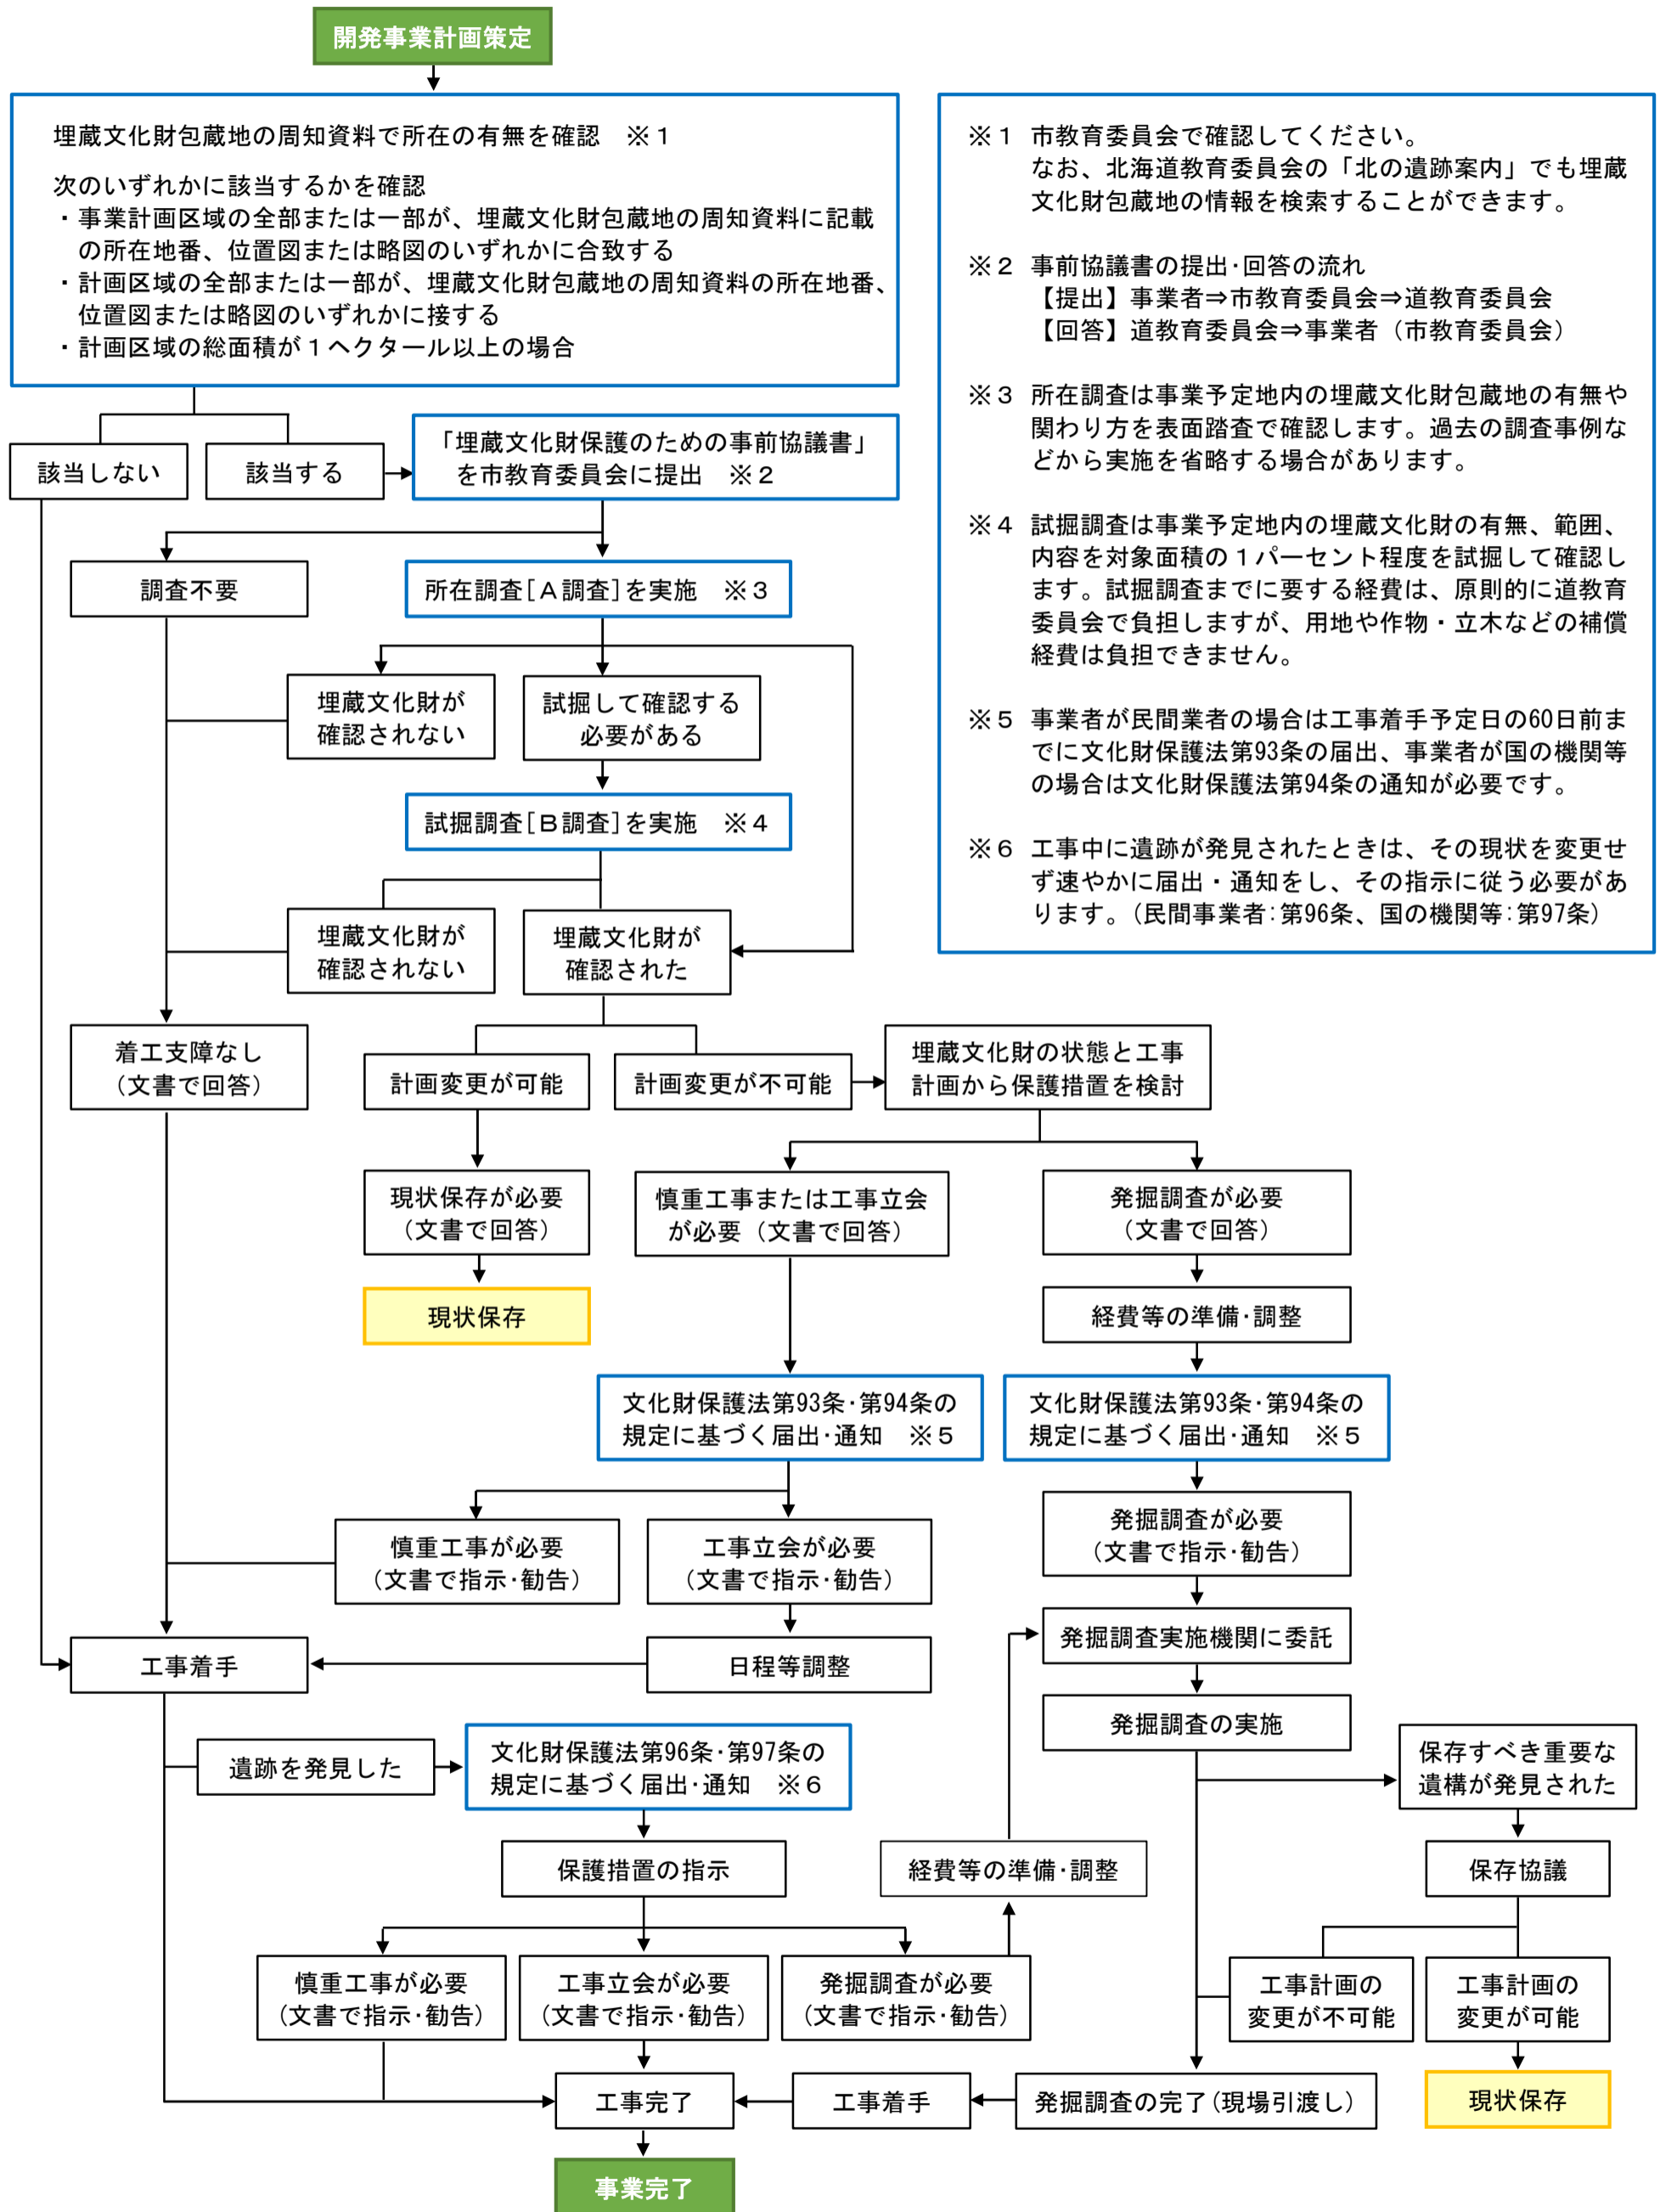 開発事業計画策定
埋蔵文化財包蔵地の周知資料で所在の有無を確認　※１
次のいずれかに該当するかを確認
・事業計画区域の全部または一部が、埋蔵文化財包蔵地の周知資料に記載
の所在地番、位置図または略図のいずれかに合致する
・計画区域の全部または一部が、埋蔵文化財包蔵地の周知資料の所在地番、
位置図または略図のいずれかに接する
・計画区域の総面積が１ヘクタール以上の場合
※１ 市教育委員会で確認してください。
なお、北海道教育委員会の「北の遺跡案内」でも埋蔵
文化財包蔵地の情報を検索することができます。
※２ 事前協議書の提出･回答の流れ
【提出】事業者⇒市教育委員会⇒道教育委員会
【回答】道教育委員会⇒事業者（市教育委員会）
※３ 所在調査は事業予定地内の埋蔵文化財包蔵地の有無や
関わり方を表面踏査で確認します。過去の調査事例な
どから実施を省略する場合があります。
※４ 試掘調査は事業予定地内の埋蔵文化財の有無、範囲、
内容を対象面積の１パーセント程度を試掘して確認し
ます。試掘調査までに要する経費は、原則的に道教育
委員会で負担しますが、用地や作物・立木などの補償
経費は負担できません。
※５ 事業者が民間業者の場合は工事着手予定日の60日前ま
でに文化財保護法第93条の届出、事業者が国の機関等
の場合は文化財保護法第94条の通知が必要です。
※６ 工事中に遺跡が発見されたときは、その現状を変更せ
ず速やかに届出・通知をし、その指示に従う必要があ
ります。(民間事業者:第96条、国の機関等:第97条)
該当しない
該当する
「埋蔵文化財保護のための事前協議書」
を市教育委員会に提出　※２
調査不要
所在調査[Ａ調査]を実施　※３
埋蔵文化財が
確認されない
試掘して確認する
必要がある
試掘調査[Ｂ調査]を実施　※４
埋蔵文化財が
確認されない
埋蔵文化財が
確認された
着工支障なし
（文書で回答）
計画変更が可能
計画変更が不可能
埋蔵文化財の状態と工事
計画から保護措置を検討
現状保存が必要
（文書で回答）
慎重工事または工事立会
が必要（文書で回答）
発掘調査が必要
（文書で回答）
現状保存
経費等の準備･調整
文化財保護法第93条･第94条の
規定に基づく届出･通知　※５
文化財保護法第93条･第94条の
規定に基づく届出･通知　※５
慎重工事が必要
(文書で指示･勧告)
工事立会が必要
(文書で指示･勧告)
発掘調査が必要
(文書で指示･勧告)
工事着手
日程等調整
発掘調査実施機関に委託
発掘調査の実施
遺跡を発見した
文化財保護法第96条･第97条の
規定に基づく届出･通知　※６
保存すべき重要な
遺構が発見された
保護措置の指示
経費等の準備･調整
保存協議
慎重工事が必要
(文書で指示･勧告)
工事立会が必要
(文書で指示･勧告)
発掘調査が必要
(文書で指示･勧告)
工事計画の
変更が不可能
工事計画の
変更が可能
工事完了
工事着手
発掘調査の完了(現場引渡し)
現状保存
事業完了